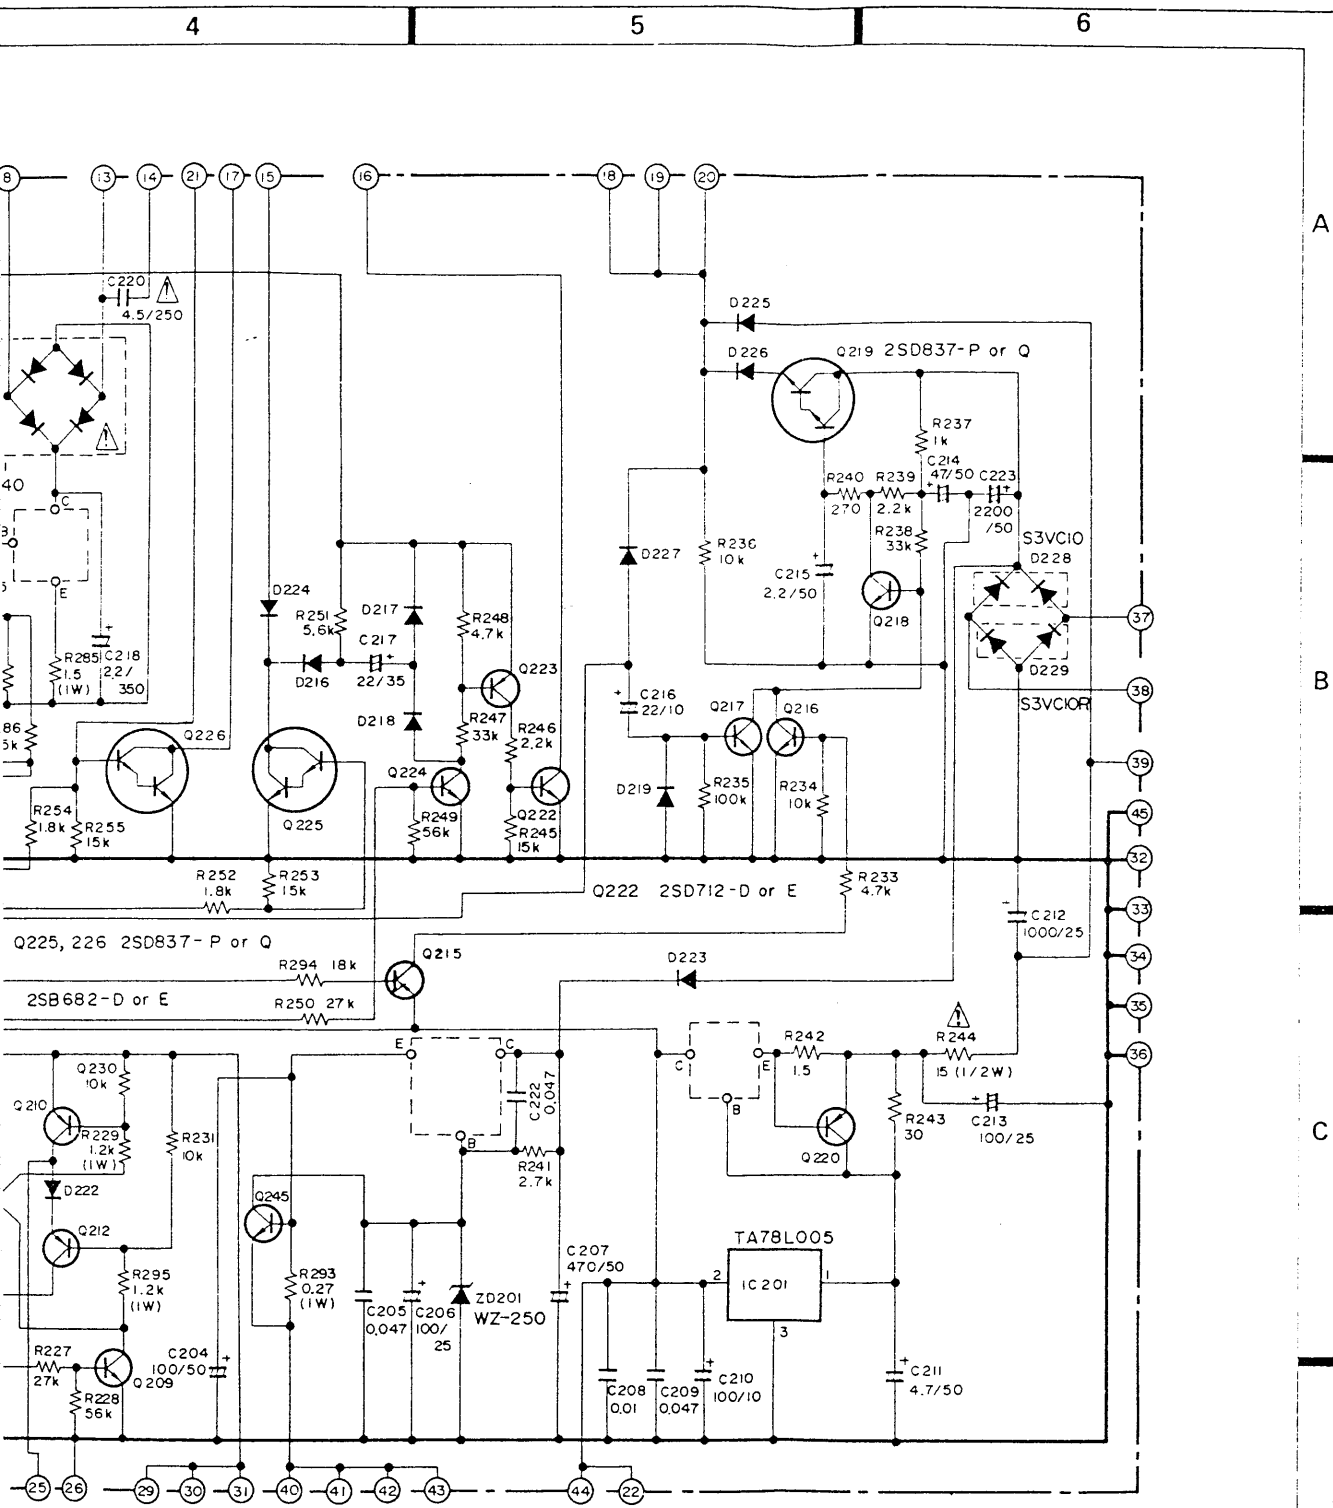 4 5 6
A
B
C
8 13 14 21 17 15 16 18 19 20
C220
4.5/250
D225
D226
Q219 2SD837-P or Q
R237
1k
C214
47/50
C223
2200
/50
R240
270
R239
2.2k
R238
33k
40
C
B
E
D227
R236
10k
C215
2.2/50
Q218
S3VC10
D228
37
D229
38
S3VC10R
D224
R251
5.6k
D217
C217
22/35
D216
R248
4.7k
Q223
R285
1.5
(1W)
C218
2.2/
350
86
5k
Q226
D218
R247
33k
R246
2.2k
C216
22/10
Q217
Q216
39
Q224
D219
R235
100k
R234
10k
R254
1.8k
R255
15k
Q225
R249
56k
Q222
R245
15k
45
32
R252
1.8k
R253
15k
Q222 2SD712-D or E
R233
4.7k
33
C212
1000/25
Q225, 226 2SD837-P or Q
Q215
D223
34
R294 18k
2SB682-D or E
R250 27k
35
E C
C E
B
R242
1.5
R244
15 (1/2W)
36
Q230
10k
C222
0.047
R243
30
C213
100/25
Q210
R229
1.2k
(1W)
R231
10k
B
R241
2.7k
Q220
D222
Q245
Q212
TA78L005
2 IC201 1
3
R295
1.2k
(1W)
R293
0.27
(1W)
C205
0.047
C206
100/
25
ZD201
WZ-250
C207
470/50
R227
27k
C204
100/50
Q209
R228
56k
C208
0.01
C209
0.047
C210
100/10
C211
4.7/50
25 26 29 30 31 40 41 42 43 44 22